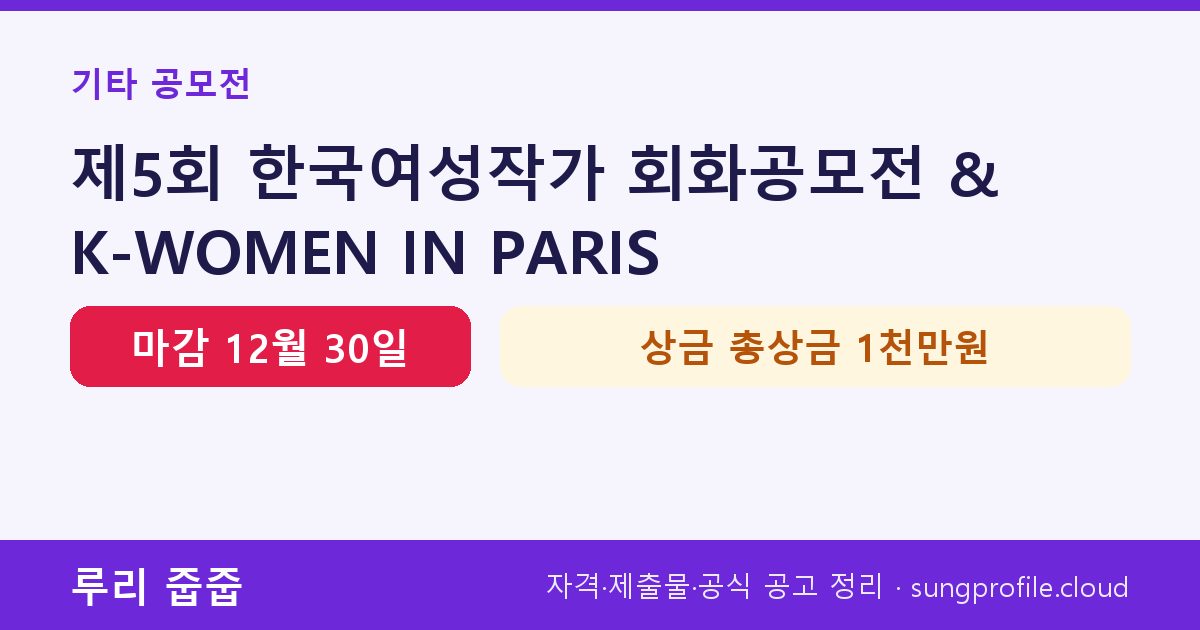 기타 공모전
제5회 한국여성작가 회화공모전 &
K-WOMEN IN PARIS
마감 12월 30일
상금 총상금 1천만원
루리 줍줍
자격·제출물·공식 공고 정리 · sungprofile.cloud